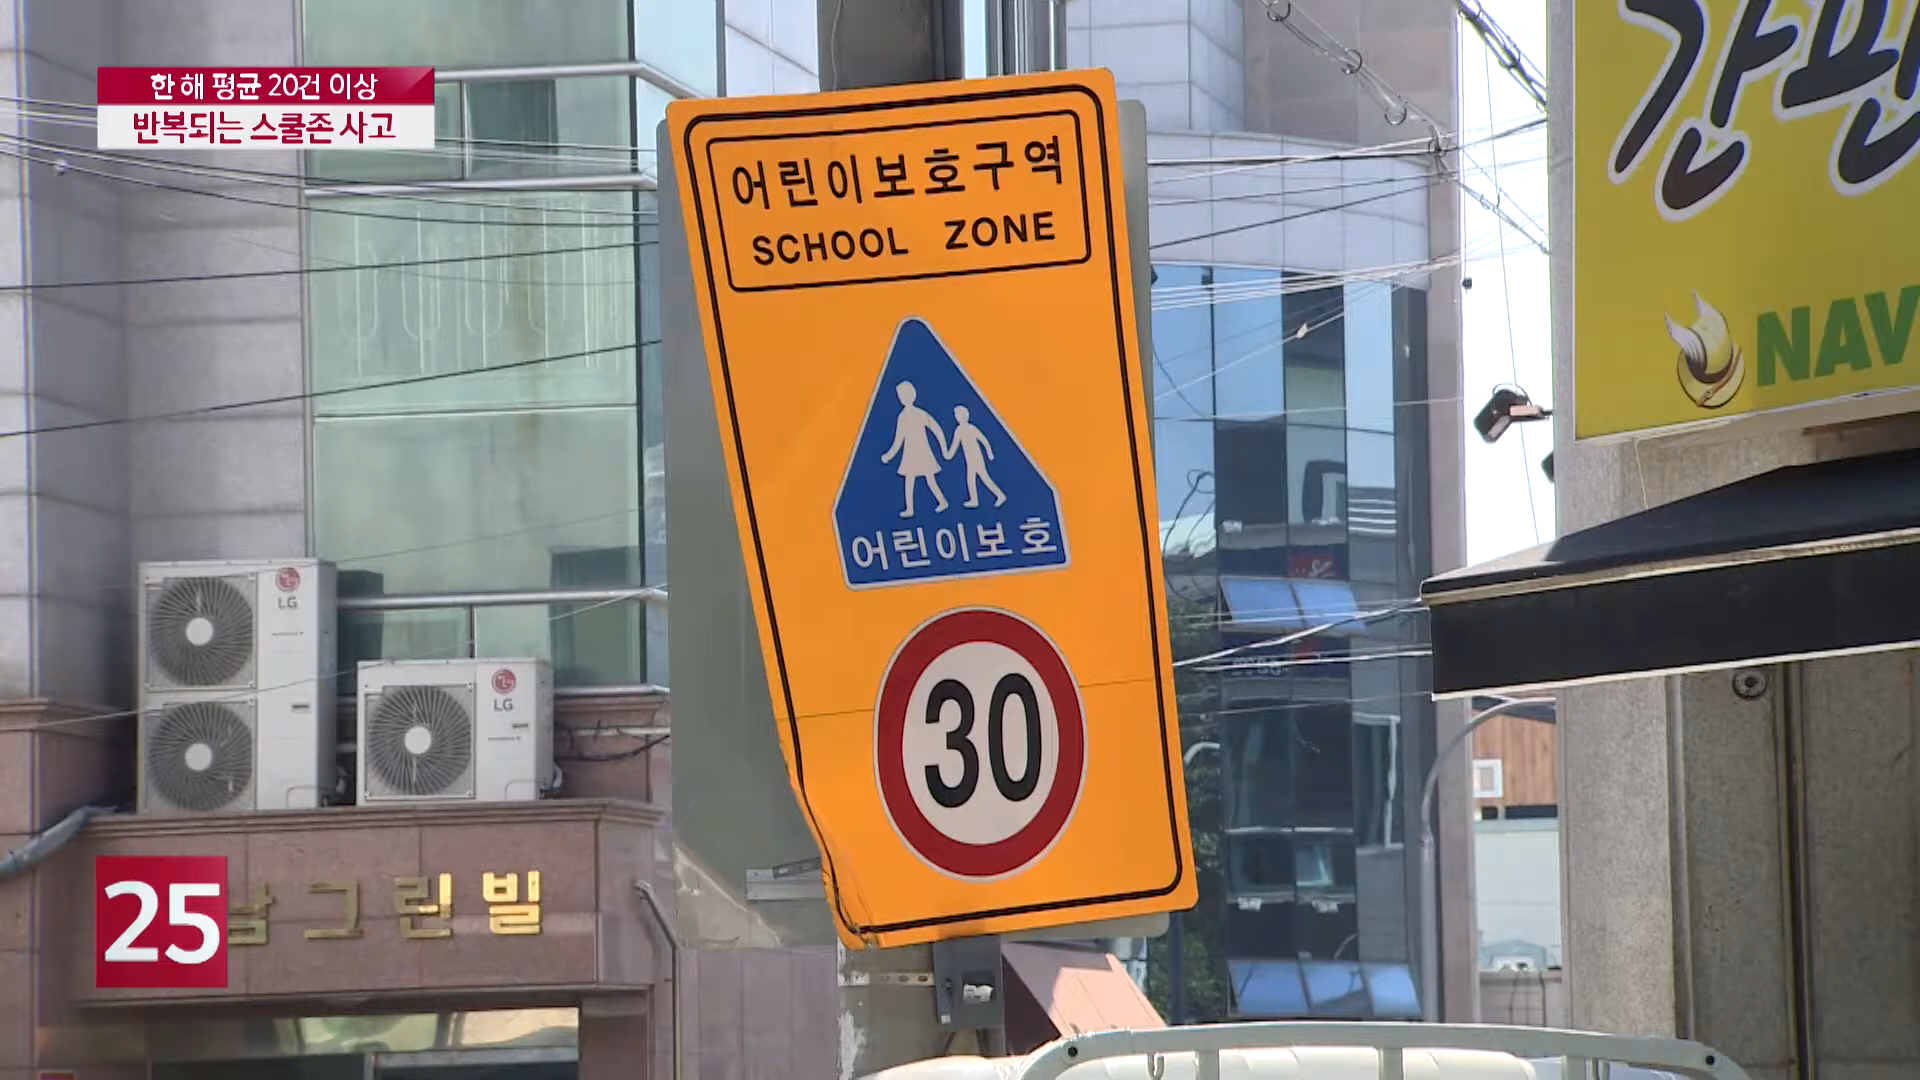 한 해 평균 20건 이상
반복되는 스쿨존 사고
어린이보호구역
SCHOOL ZONE
어린이보호
30
간판
NAV
LG
LG
25
그린빌